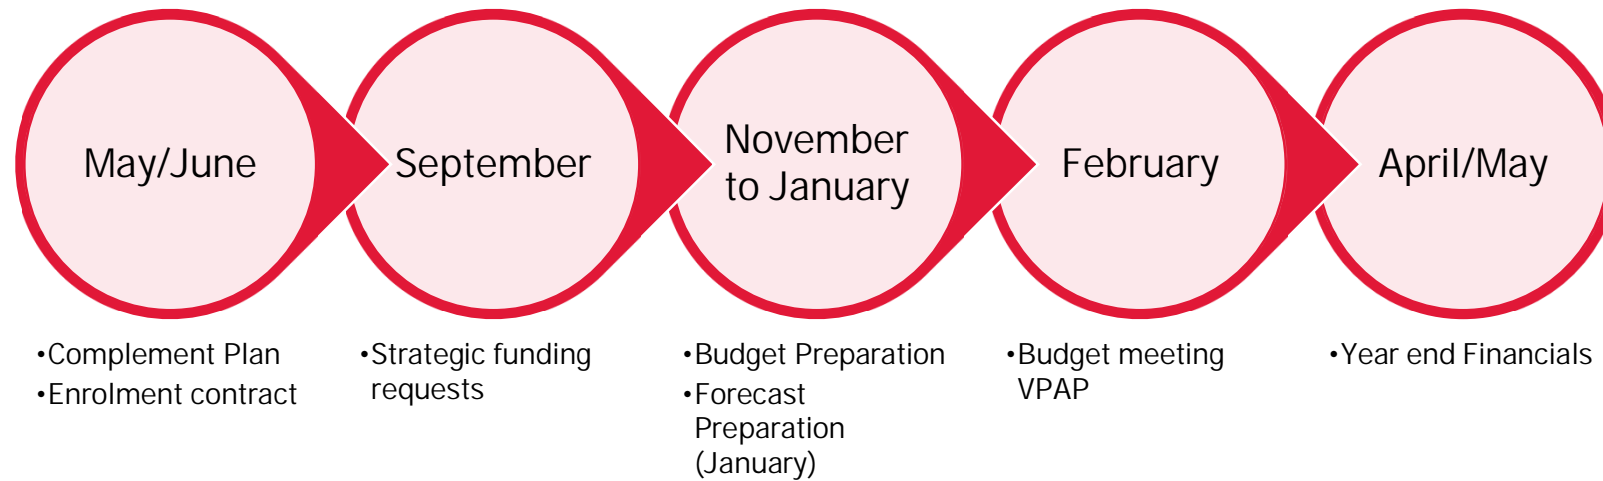 May/June
September
November
to January
February
April/May
•Complement Plan
•Enrolment contract
•Strategic funding
requests
•Budget Preparation
•Forecast
Preparation
(January)
•Budget meeting
VPAP
•Year end Financials